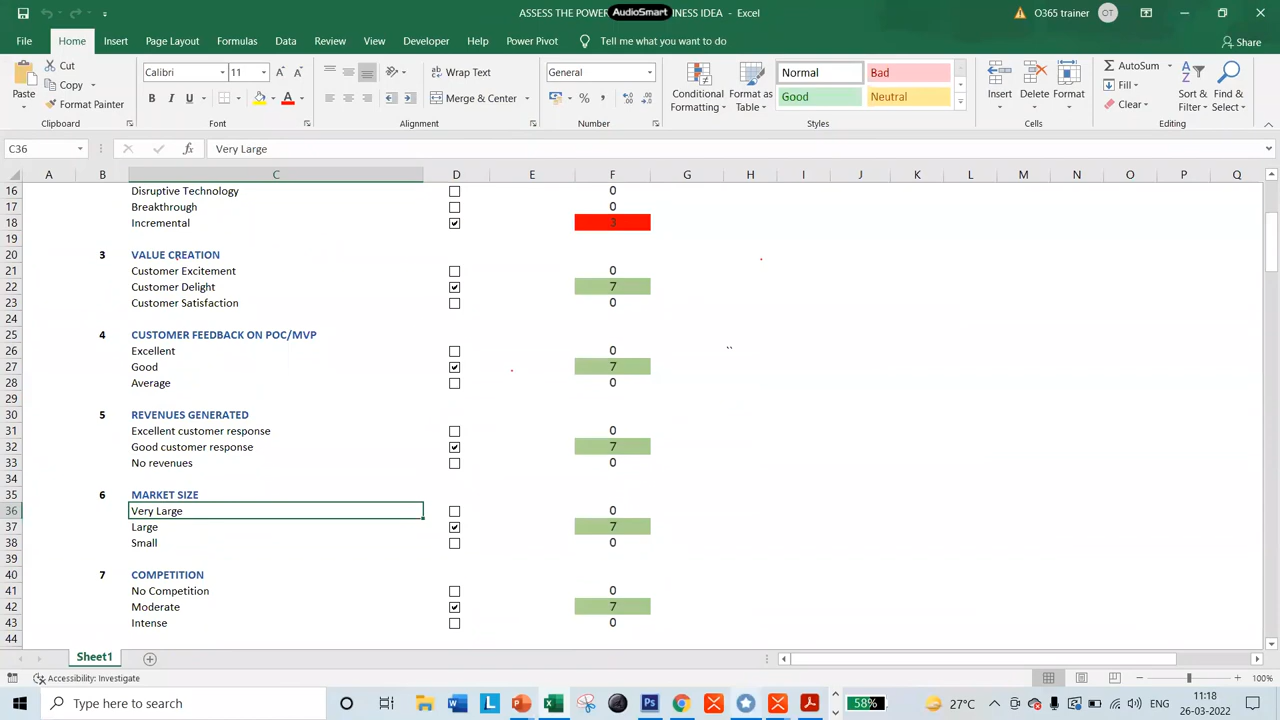 ASSESS THE POWER AudioSmart INESS IDEA - Excel
O365 trainer OT
File Home Insert Page Layout Formulas Data Review View Developer Help Power Pivot Tell me what you want to do Share
Paste
Cut
Copy
Format Painter
Clipboard
Calibri 11
B I U
Font
Wrap Text
Merge & Center
Alignment
General
Number
Conditional Formatting
Format as Table
Normal Bad
Good Neutral
Styles
Insert Delete Format
Cells
AutoSum
Fill
Clear
Sort & Filter
Find & Select
Editing
C36 fx Very Large
A B C D E F G H I J K L M N O P Q
16 Disruptive Technology 0
17 Breakthrough 0
18 Incremental 3
19
20 3 VALUE CREATION
21 Customer Excitement 0
22 Customer Delight 7
23 Customer Satisfaction 0
24
25 4 CUSTOMER FEEDBACK ON POC/MVP
26 Excellent 0 ``
27 Good 7
28 Average 0
29
30 5 REVENUES GENERATED
31 Excellent customer response 0
32 Good customer response 7
33 No revenues 0
34
35 6 MARKET SIZE
36 Very Large 0
37 Large 7
38 Small 0
39
40 7 COMPETITION
41 No Competition 0
42 Moderate 7
43 Intense 0
44
Sheet1
Accessibility: Investigate 100%
Type here to search 58% 27°C ENG 11:18
26-03-2022